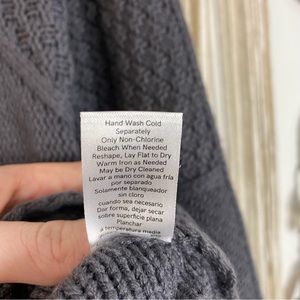 Hand Wash Cold
Separately
Only Non-Chlorine
Bleach When Needed
Reshape, Lay Flat to Dry
Warm Iron as Needed
May be Dry Cleaned
Lavar a mano con agua fría
por separado
Solamente blanqueador
sin cloro
cuando sea necesario
Dar forma, dejar secar
sobre superficie plana
Planchar
a temperatura media